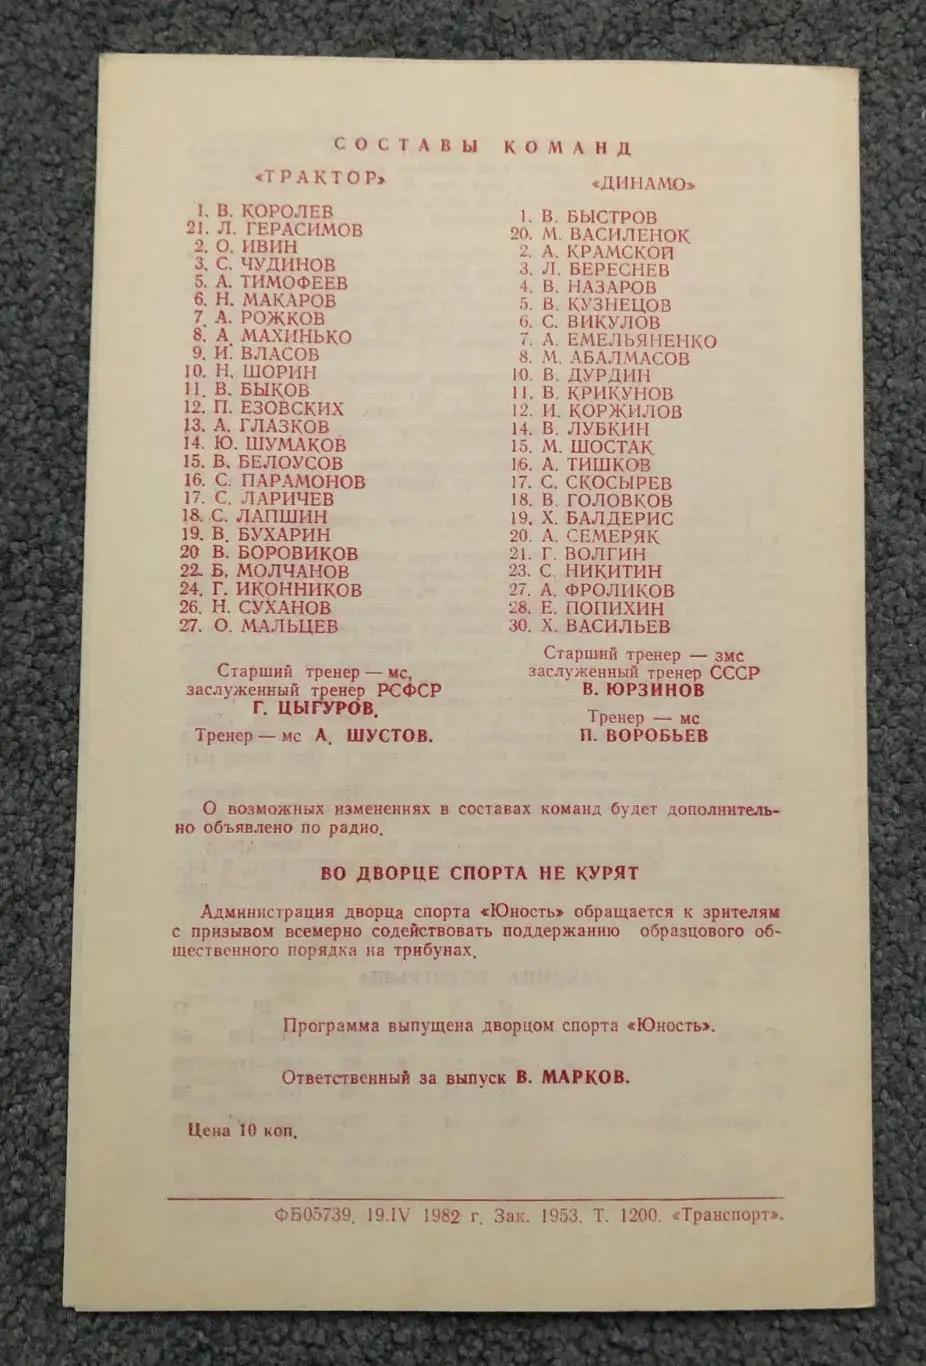 СОСТАВЫ КОМАНД
«ТРАКТОР»
1. В. КОРОЛЕВ
21. Л. ГЕРАСИМОВ
2. О. ИВИН
3. С. ЧУДИНОВ
5. А. ТИМОФЕЕВ
6. Н. МАКАРОВ
7. А. РОЖКОВ
8. А. МАХИНЬКО
9. И. ВЛАСОВ
10. Н. ШОРИН
11. В. БЫКОВ
12. П. ЕЗОВСКИХ
13. А. ГЛАЗКОВ
14. Ю. ШУМАКОВ
15. В. БЕЛОУСОВ
16. С. ПАРАМОНОВ
17. С. ЛАРИЧЕВ
18. С. ЛАПШИН
19. В. БУХАРИН
20 В. БОРОВИКОВ
22. Б. МОЛЧАНОВ
24. Г. ИКОННИКОВ
26. Н. СУХАНОВ
27. О. МАЛЬЦЕВ
Старший тренер — мс,
заслуженный тренер РСФСР
Г. ЦЫГУРОВ.
Тренер — мс А. ШУСТОВ.
«ДИНАМО»
1. В. БЫСТРОВ
20. М. ВАСИЛЕНОК
2. А. КРАМСКОЙ
3. Л. БЕРЕСНЕВ
4. В. НАЗАРОВ
5. В. КУЗНЕЦОВ
6. С. ВИКУЛОВ
7. А. ЕМЕЛЬЯНЕНКО
8. М. АБАЛМАСОВ
10. В. ДУРДИН
11. В. КРИКУНОВ
12. И. КОРЖИЛОВ
14. В. ЛУБКИН
15. М. ШОСТАК
16. А. ТИШКОВ
17. С. СКОСЫРЕВ
18. В. ГОЛОВКОВ
19. Х. БАЛДЕРИС
20. А. СЕМЕРЯК
21. Г. ВОЛГИН
23. С. НИКИТИН
27. А. ФРОЛИКОВ
28. Е. ПОПИХИН
30. Х. ВАСИЛЬЕВ
Старший тренер — змс
заслуженный тренер СССР
В. ЮРЗИНОВ
Тренер — мс
П. ВОРОБЬЕВ
О возможных изменениях в составах команд будет дополнитель-
но объявлено по радио.
ВО ДВОРЦЕ СПОРТА НЕ КУРЯТ
Администрация дворца спорта «Юность» обращается к зрителям
с призывом всемерно содействовать поддержанию образцового об-
щественного порядка на трибунах.
Программа выпущена дворцом спорта «Юность».
Ответственный за выпуск В. МАРКОВ.
Цена 10 коп.
ФБ05739. 19.IV 1982 г. Зак. 1953. Т. 1200. «Транспорт».